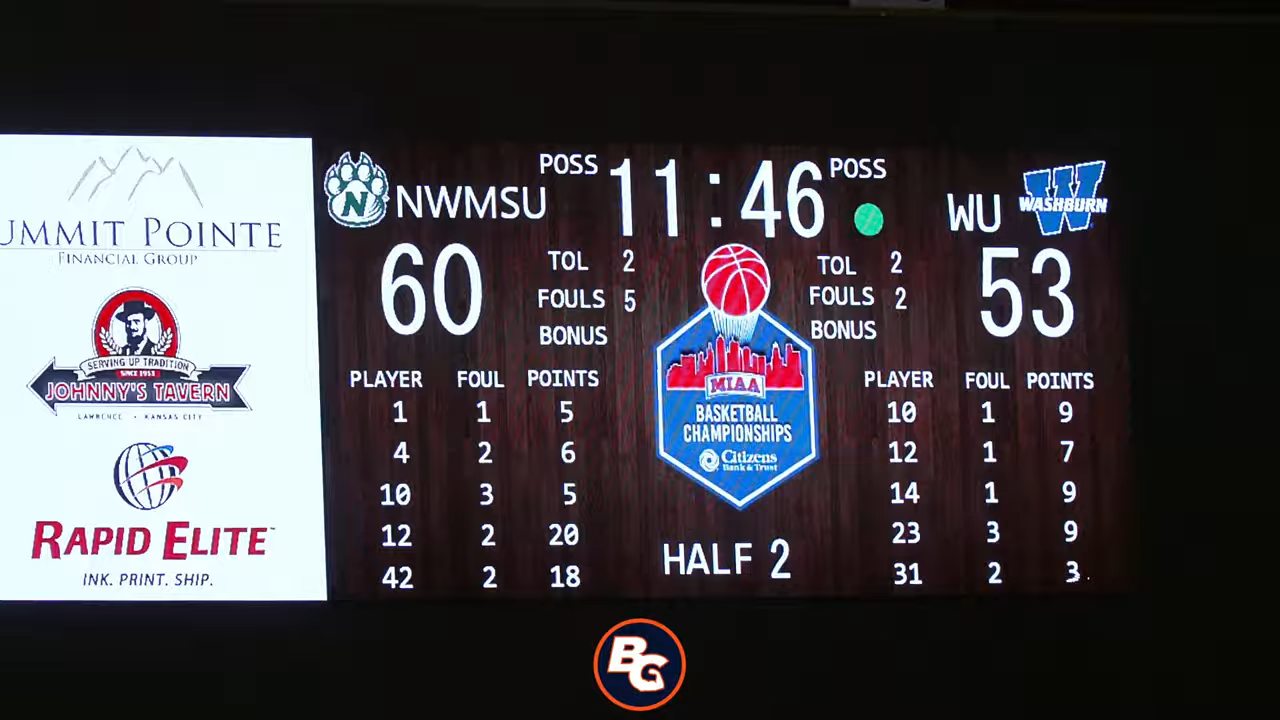 UMMIT POINTE
FINANCIAL GROUP
SERVING UP TRADITION
SINCE 1953
JOHNNY'S TAVERN
LAWRENCE • KANSAS CITY
RAPID ELITE™
INK. PRINT. SHIP.
N
NWMSU
POSS
11:46
POSS
WU
W
WASHBURN
60
TOL 2
FOULS 5
BONUS
TOL 2
FOULS 2
BONUS
53
PLAYER FOUL POINTS
1 1 5
4 2 6
10 3 5
12 2 20
42 2 18
MIAA
BASKETBALL
CHAMPIONSHIPS
Citizens
Bank & Trust
HALF 2
PLAYER FOUL POINTS
10 1 9
12 1 7
14 1 9
23 3 9
31 2 3
BG